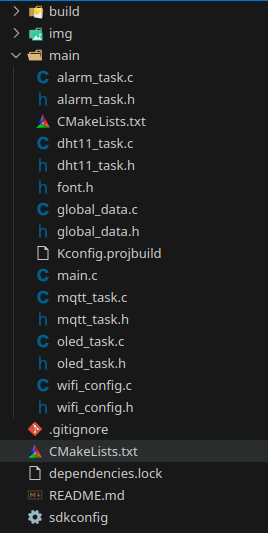 build
img
main
alarm_task.c
alarm_task.h
CMakeLists.txt
dht11_task.c
dht11_task.h
font.h
global_data.c
global_data.h
Kconfig.projbuild
main.c
mqtt_task.c
mqtt_task.h
oled_task.c
oled_task.h
wifi_config.c
wifi_config.h
.gitignore
CMakeLists.txt
dependencies.lock
README.md
sdkconfig